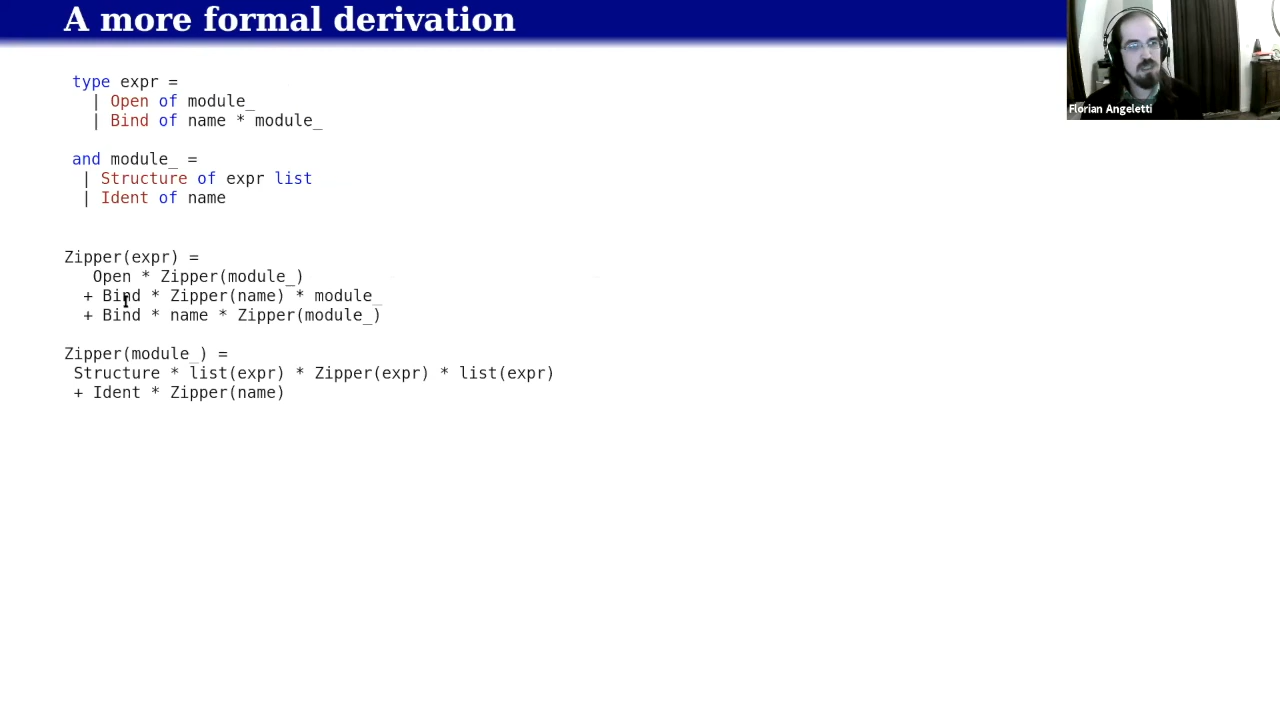 A more formal derivation
type expr =
| Open of module_
| Bind of name * module_
and module_ =
| Structure of expr list
| Ident of name
Zipper(expr) =
Open * Zipper(module_)
+ Bind * Zipper(name) * module_
+ Bind * name * Zipper(module_)
Zipper(module_) =
Structure * list(expr) * Zipper(expr) * list(expr)
+ Ident * Zipper(name)
Florian Angeletti